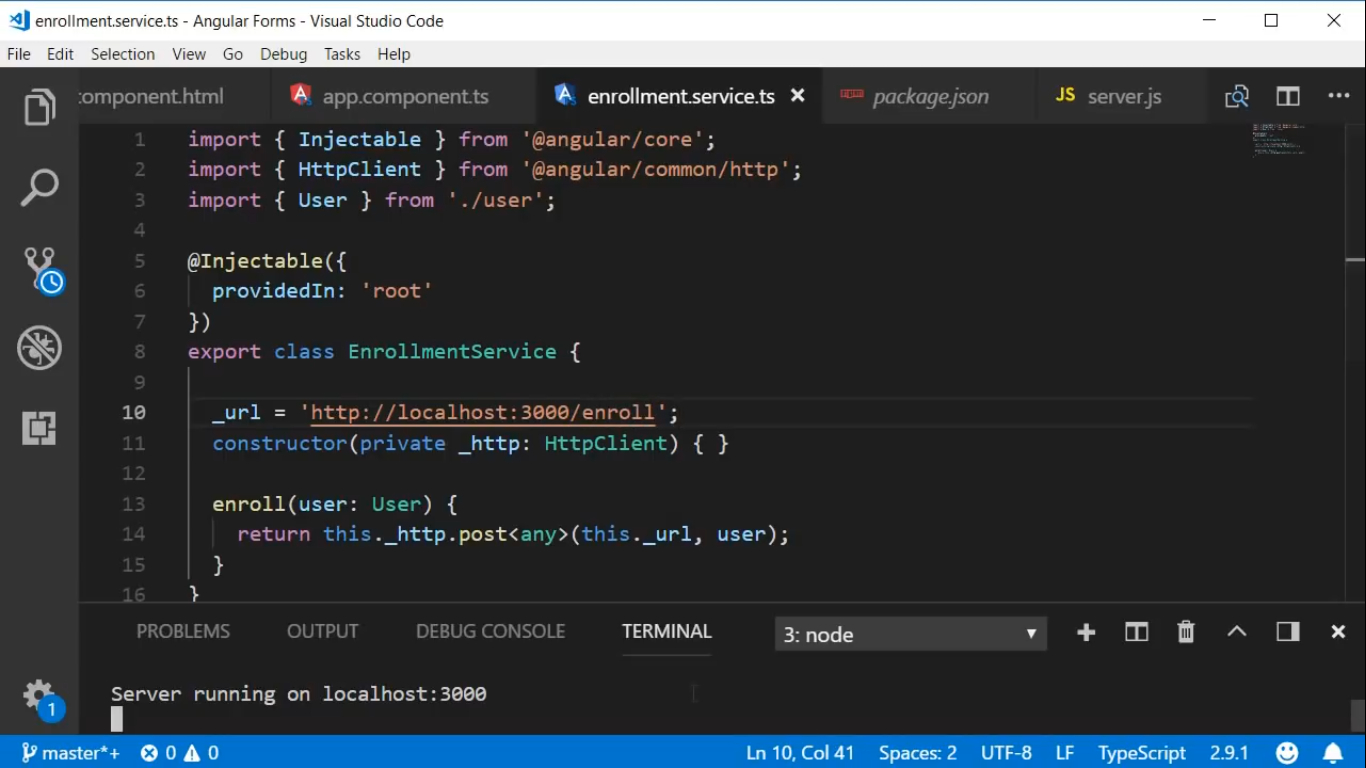 enrollment.service.ts - Angular Forms - Visual Studio Code
File Edit Selection View Go Debug Tasks Help
component.html app.component.ts enrollment.service.ts package.json JS server.js
1 import { Injectable } from '@angular/core';
2 import { HttpClient } from '@angular/common/http';
3 import { User } from './user';
4
5 @Injectable({
6 providedIn: 'root'
7 })
8 export class EnrollmentService {
9
10 _url = 'http://localhost:3000/enroll';
11 constructor(private _http: HttpClient) { }
12
13 enroll(user: User) {
14 return this._http.post<any>(this._url, user);
15 }
16 }
PROBLEMS OUTPUT DEBUG CONSOLE TERMINAL 3: node
Server running on localhost:3000
1
master*+ 0 0 Ln 10, Col 41 Spaces: 2 UTF-8 LF TypeScript 2.9.1